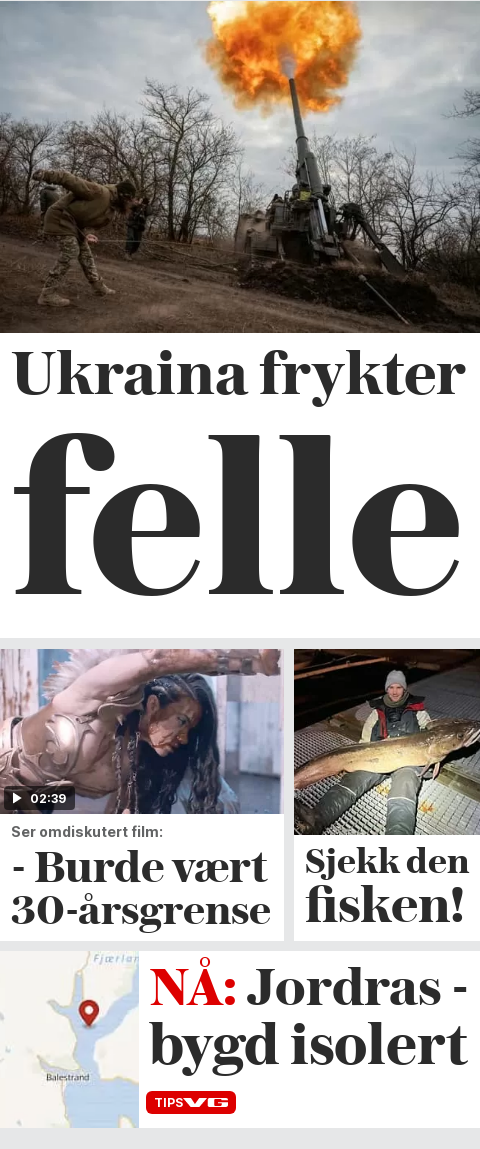 Ukraina frykter
felle
02:39
Ser omdiskutert film:
- Burde vært
30-årsgrense
Sjekk den
fisken!
Fjærlan
Balestrand
NÅ: Jordras -
bygd isolert
TIPS VG